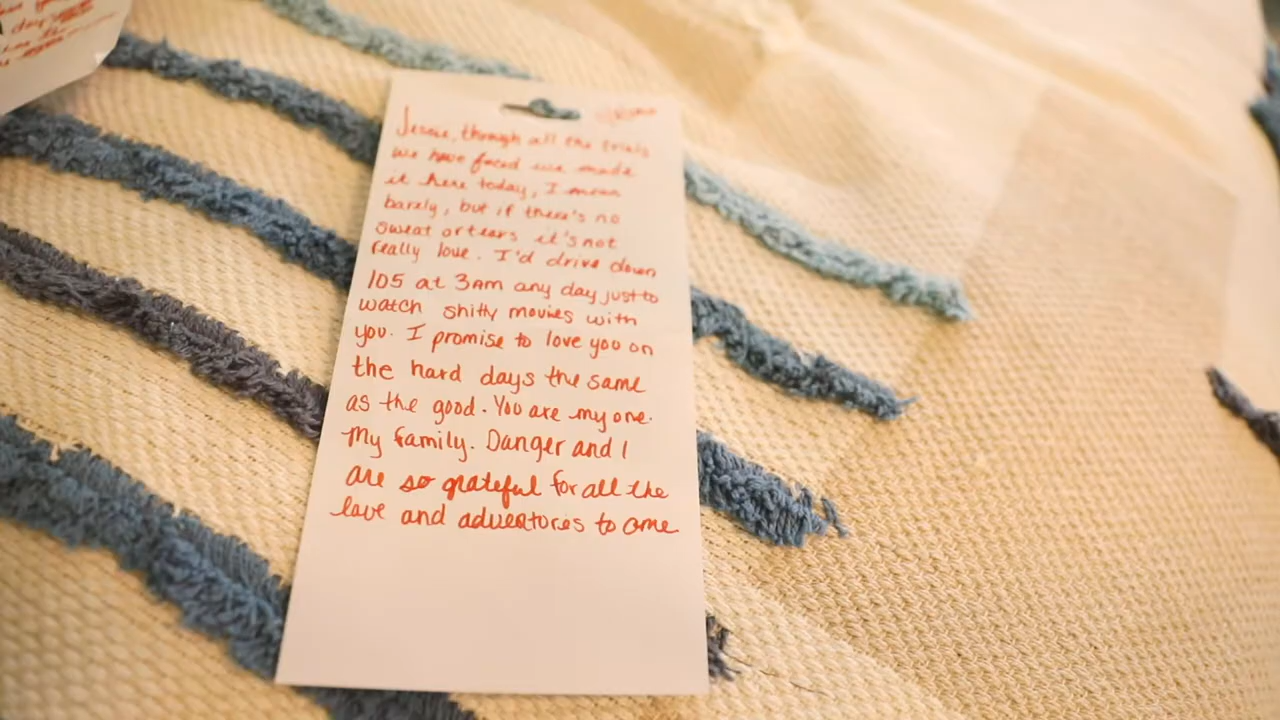 Jessie, through all the trials
we have faced we made
it here today, I mean
barely, but if there's no
sweat or tears it's not
really love. I'd drive down
105 at 3AM any day just to
watch shitty movies with
you. I promise to love you on
the hard days the same
as the good. You are my one.
My family. Danger and I
are so grateful for all the
love and adventures to come